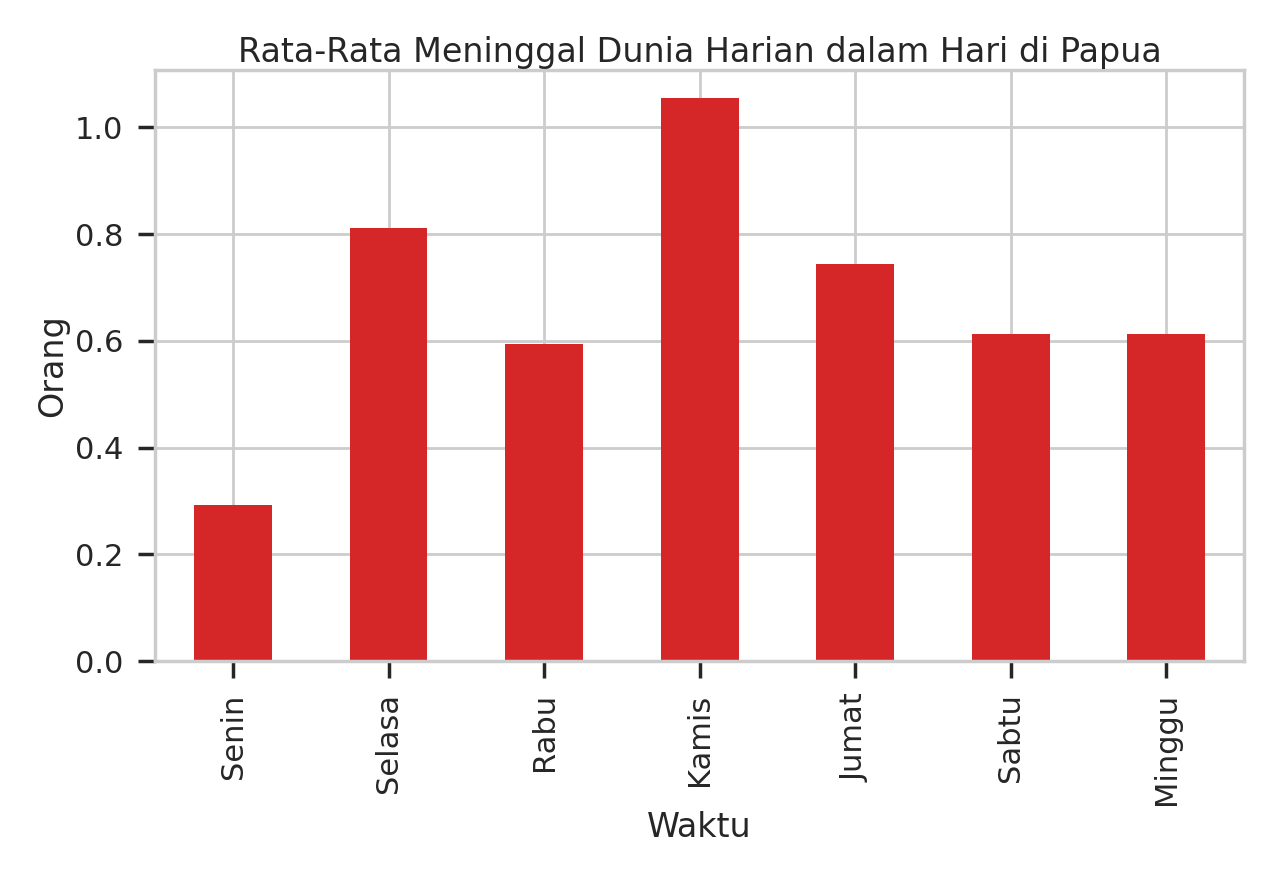 Rata-Rata Meninggal Dunia Harian dalam Hari di Papua
Orang
1.0
0.8
0.6
0.4
0.2
0.0
Senin
Selasa
Rabu
Kamis
Jumat
Sabtu
Minggu
Waktu